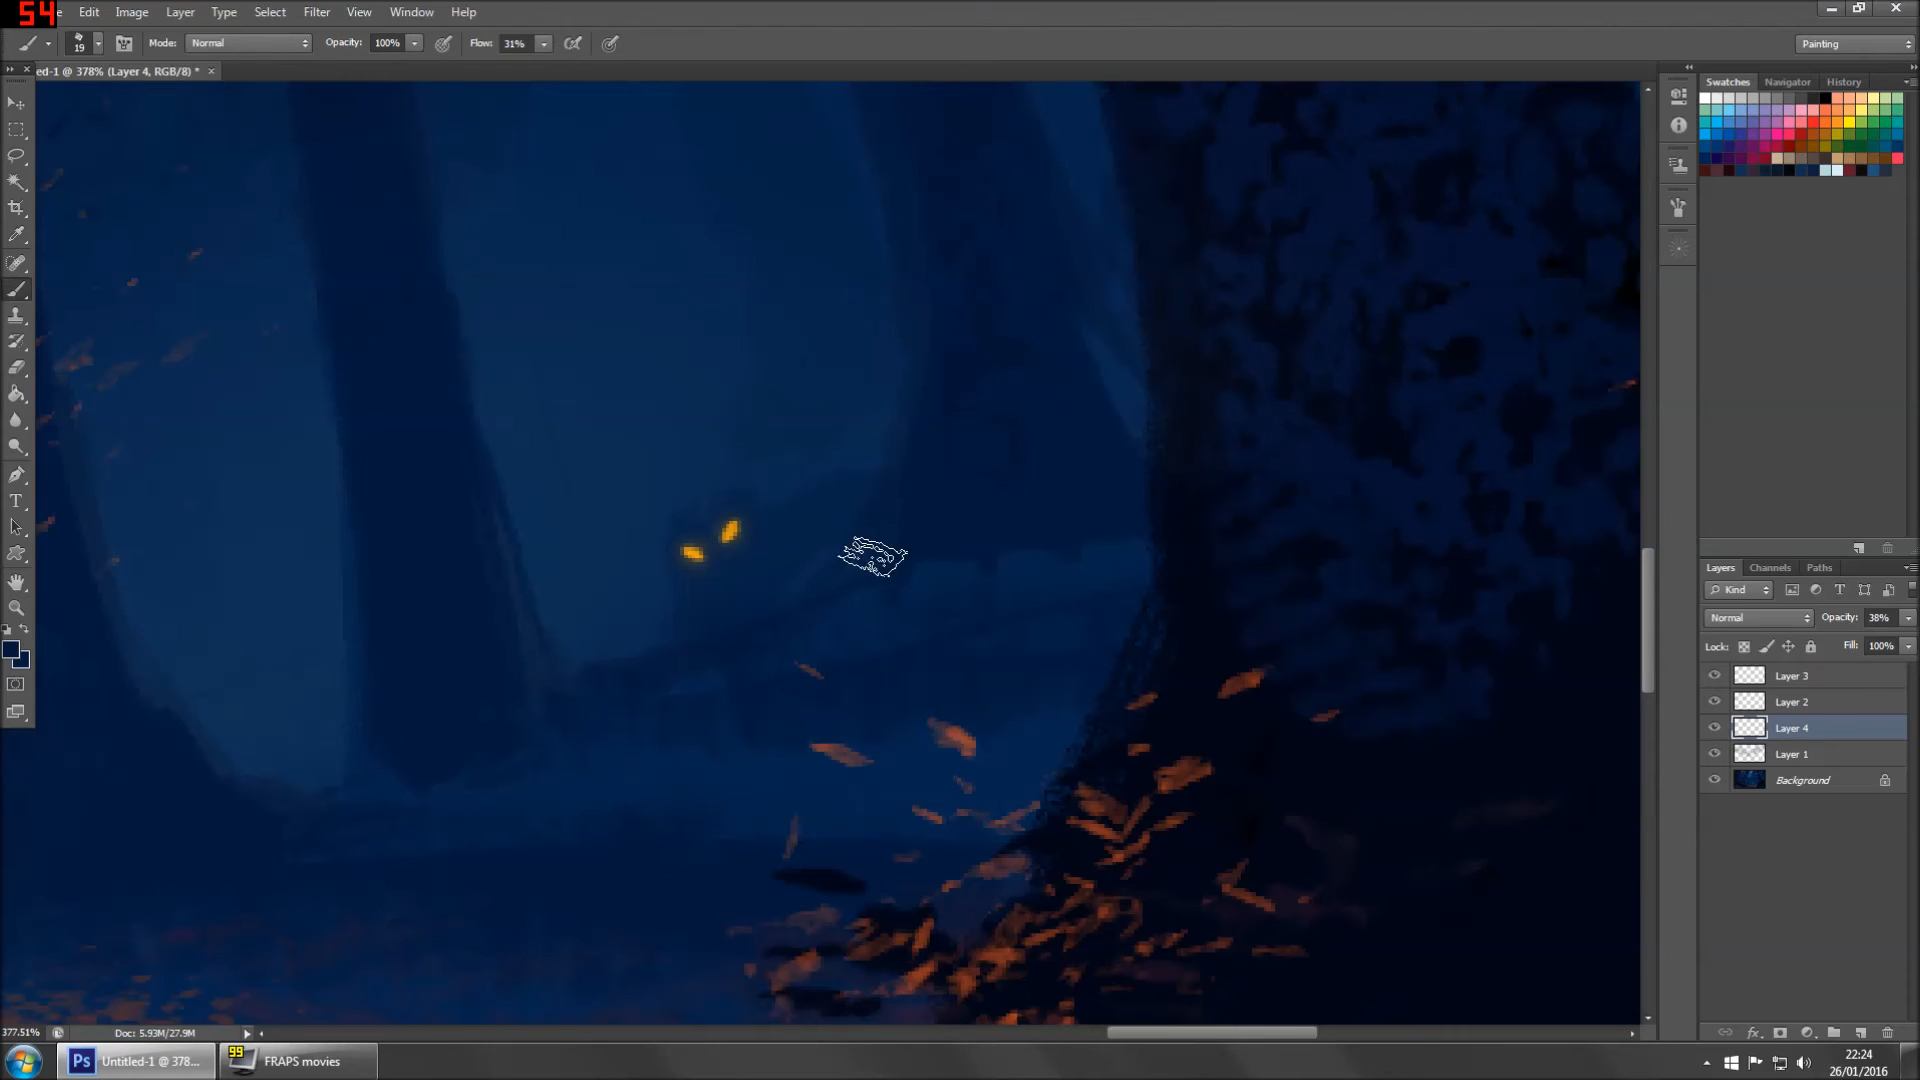 54
Edit Image Layer Type Select Filter View Window Help
19 Mode: Normal Opacity: 100% Flow: 31% Painting
ed-1 @ 378% (Layer 4, RGB/8) * ×
Swatches Navigator History
Layers Channels Paths
Kind
Normal Opacity: 38%
Lock: Fill: 100%
Layer 3
Layer 2
Layer 4
Layer 1
Background
377.51% Doc: 5.93M/27.9M
Ps Untitled-1 @ 378... 99 FRAPS movies
22:24
26/01/2016